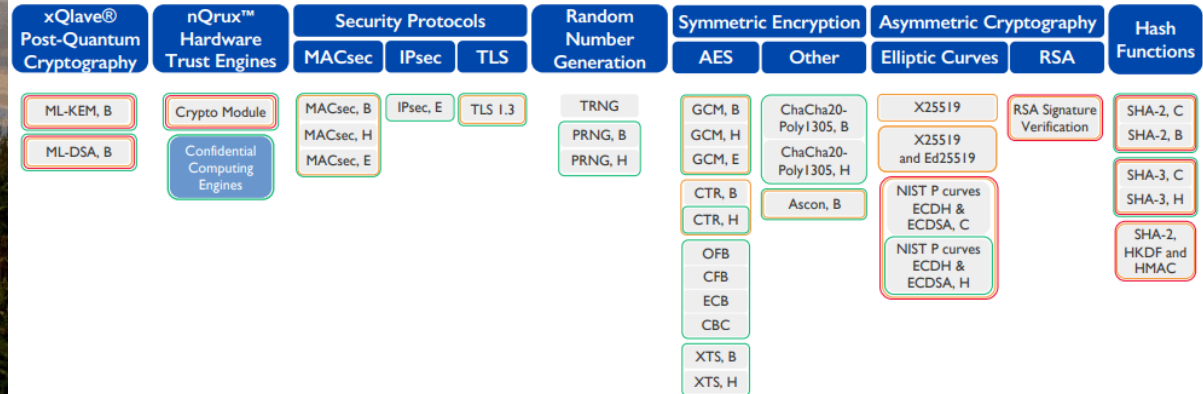 xQlave®
Post-Quantum
Cryptography
nQrux™
Hardware
Trust Engines
Security Protocols
MACsec
IPsec
TLS
Random
Number
Generation
Symmetric Encryption
AES
Other
Asymmetric Cryptography
Elliptic Curves
RSA
Hash
Functions
ML-KEM, B
ML-DSA, B
Crypto Module
Confidential
Computing
Engines
MACsec, B
MACsec, H
MACsec, E
IPsec, E
TLS 1.3
TRNG
PRNG, B
PRNG, H
GCM, B
GCM, H
GCM, E
CTR, B
CTR, H
OFB
CFB
ECB
CBC
XTS, B
XTS, H
ChaCha20-
Poly1305, B
ChaCha20-
Poly1305, H
Ascon, B
X25519
X25519
and Ed25519
NIST P curves
ECDH &
ECDSA, C
NIST P curves
ECDH &
ECDSA, H
RSA Signature
Verification
SHA-2, C
SHA-2, B
SHA-3, C
SHA-3, H
SHA-2,
HKDF and
HMAC